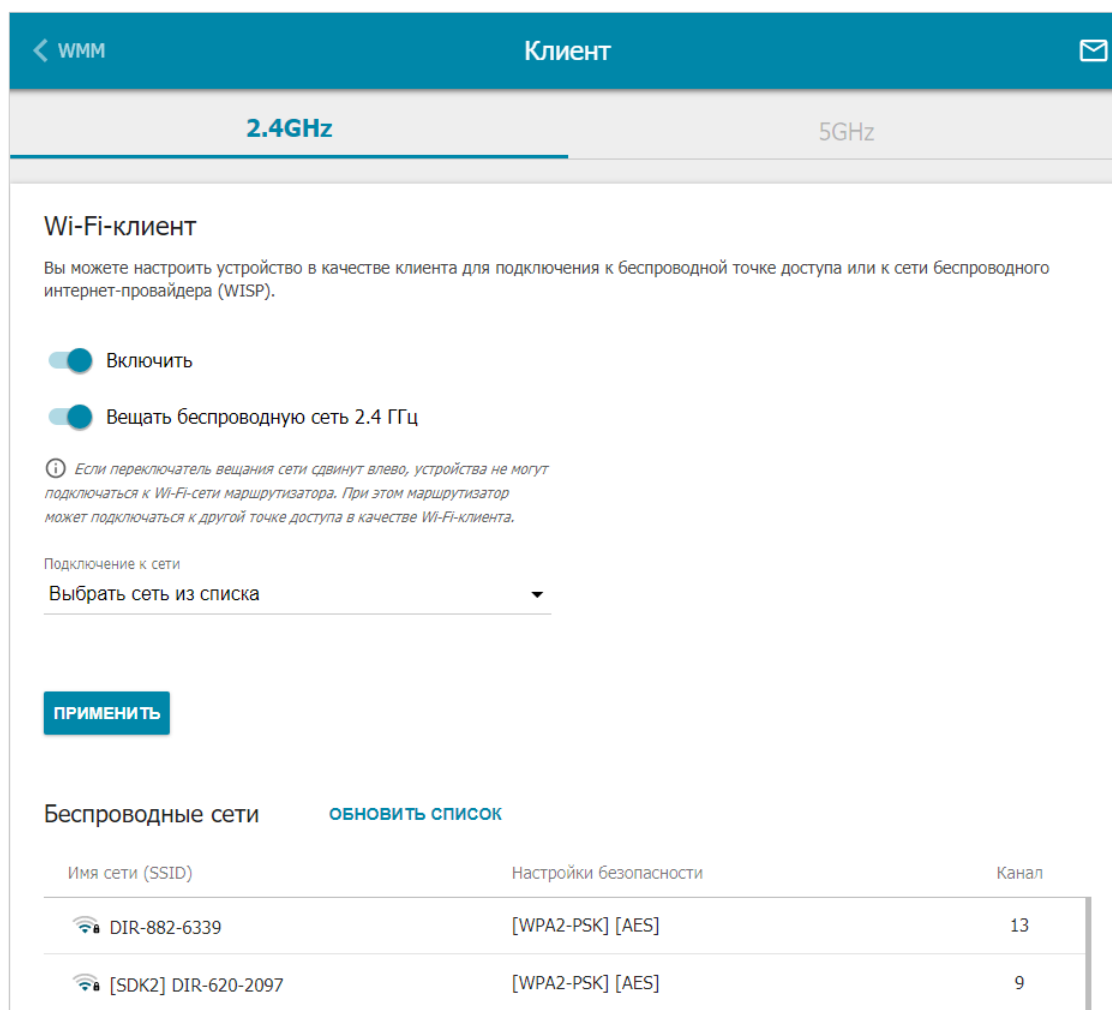 WMM Клиент
2.4GHz 5GHz
Wi-Fi-клиент
Вы можете настроить устройство в качестве клиента для подключения к беспроводной точке доступа или к сети беспроводного
интернет-провайдера (WISP).
Включить
Вещать беспроводную сеть 2.4 ГГц
Если переключатель вещания сети сдвинут влево, устройства не могут
подключаться к Wi-Fi-сети маршрутизатора. При этом маршрутизатор
может подключаться к другой точке доступа в качестве Wi-Fi-клиента.
Подключение к сети
Выбрать сеть из списка
ПРИМЕНИТЬ
Беспроводные сети ОБНОВИТЬ СПИСОК
Имя сети (SSID) Настройки безопасности Канал
DIR-882-6339 [WPA2-PSK] [AES] 13
[SDK2] DIR-620-2097 [WPA2-PSK] [AES] 9